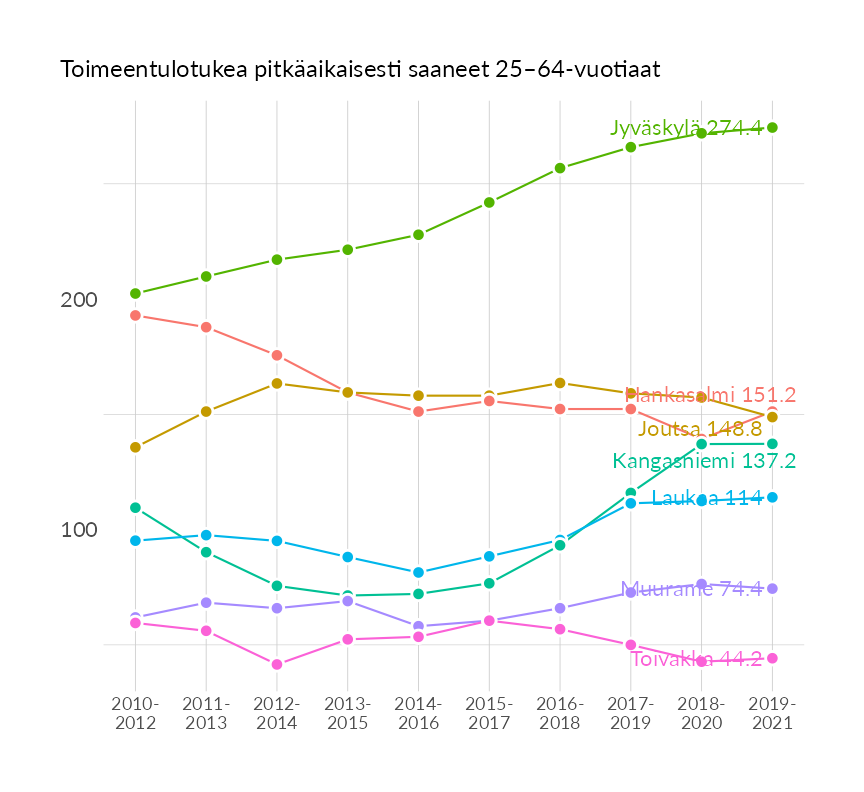 Toimeentulotukea pitkäaikaisesti saaneet 25–64-vuotiaat
Jyväskylä 274.4
200
Hankasalmi 151.2
Joutsa 148.8
Kangasniemi 137.2
Laukaa 114
100
Muurame 74.4
Toivakka 44.2
2010- 2011- 2012- 2013- 2014- 2015- 2016- 2017- 2018- 2019-
2012 2013 2014 2015 2016 2017 2018 2019 2020 2021